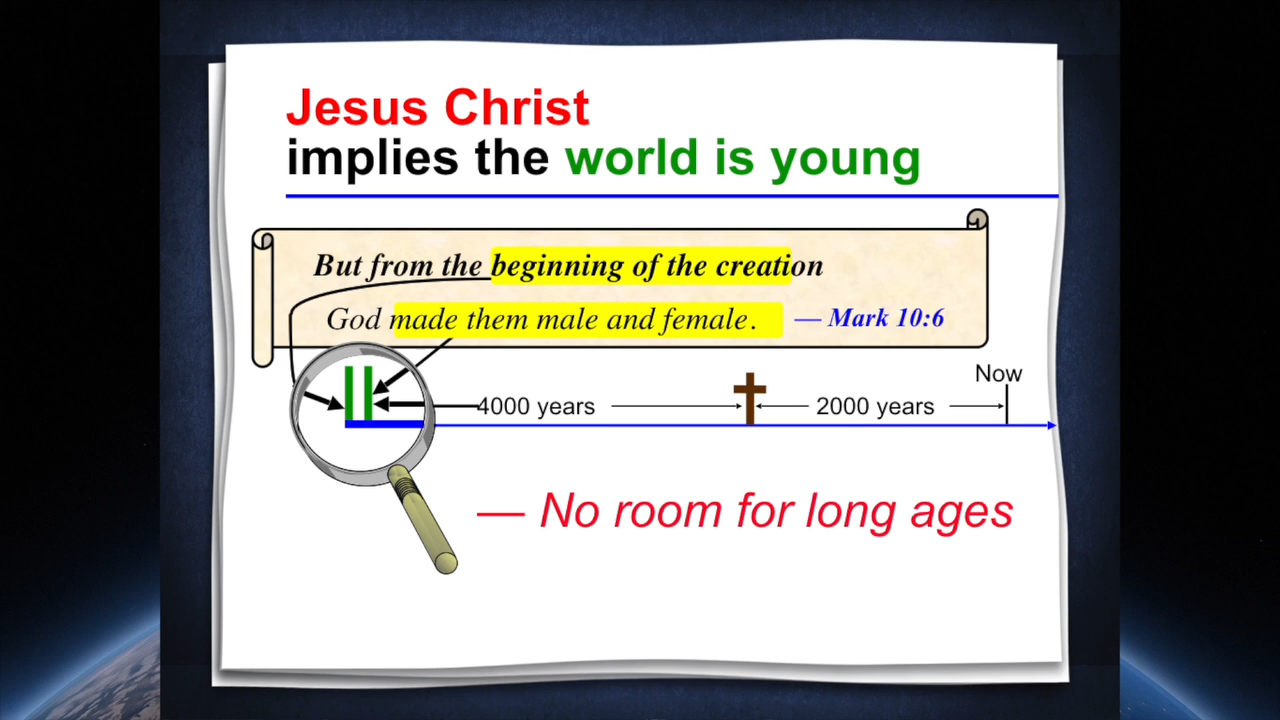 Jesus Christ
implies the world is young
But from the beginning of the creation
God made them male and female. — Mark 10:6
Now
4000 years
2000 years
— No room for long ages